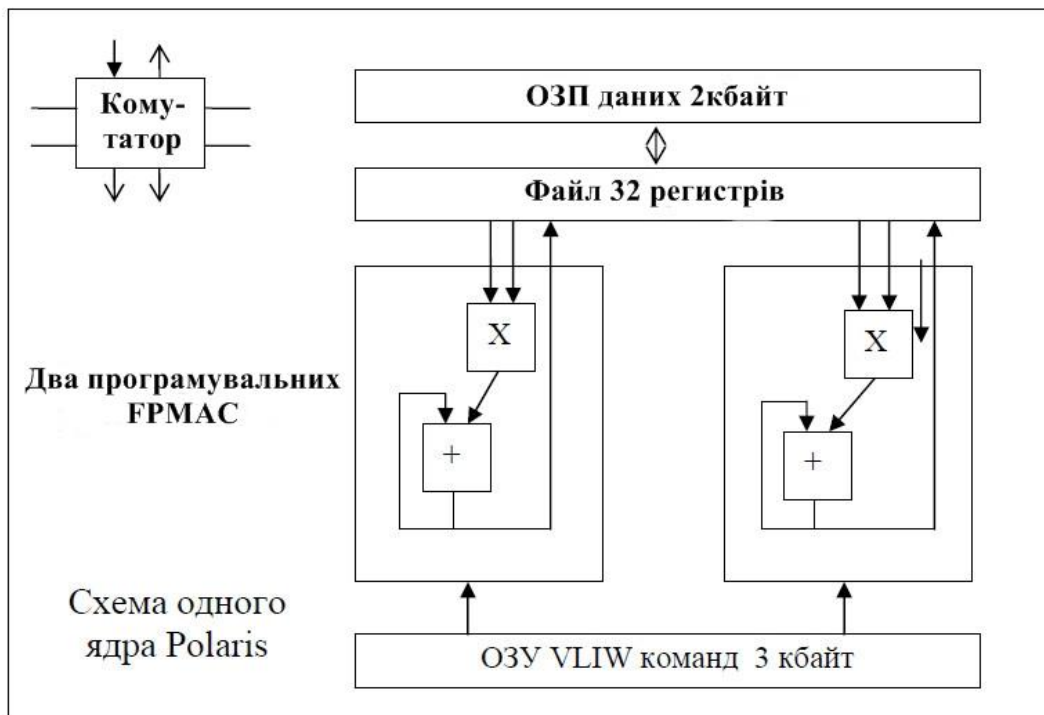 Кому-
татор
ОЗП даних 2кбайт
Файл 32 регистрів
X
X
Два програмувальних
FPMAC
+
+
Схема одного
ядра Polaris
ОЗУ VLIW команд 3 кбайт